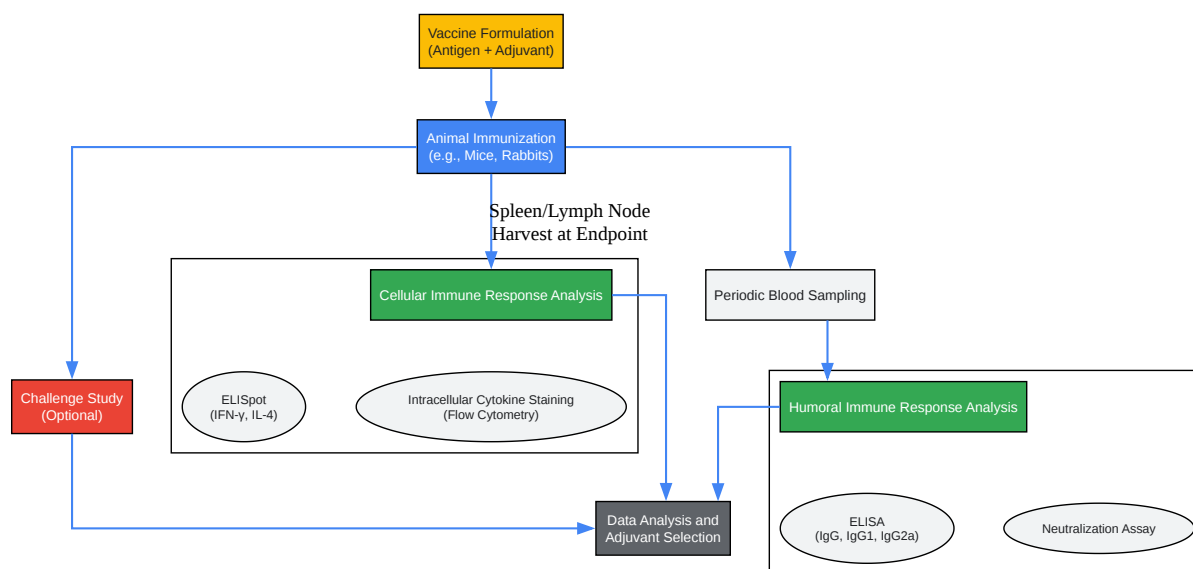 Vaccine Formulation
(Antigen + Adjuvant)
Animal Immunization
(e.g., Mice, Rabbits)
Spleen/Lymph Node
Harvest at Endpoint
Cellular Immune Response Analysis
Periodic Blood Sampling
Challenge Study
(Optional)
ELISpot
(IFN-γ, IL-4)
Intracellular Cytokine Staining
(Flow Cytometry)
Humoral Immune Response Analysis
Data Analysis and
Adjuvant Selection
ELISA
(IgG, IgG1, IgG2a)
Neutralization Assay